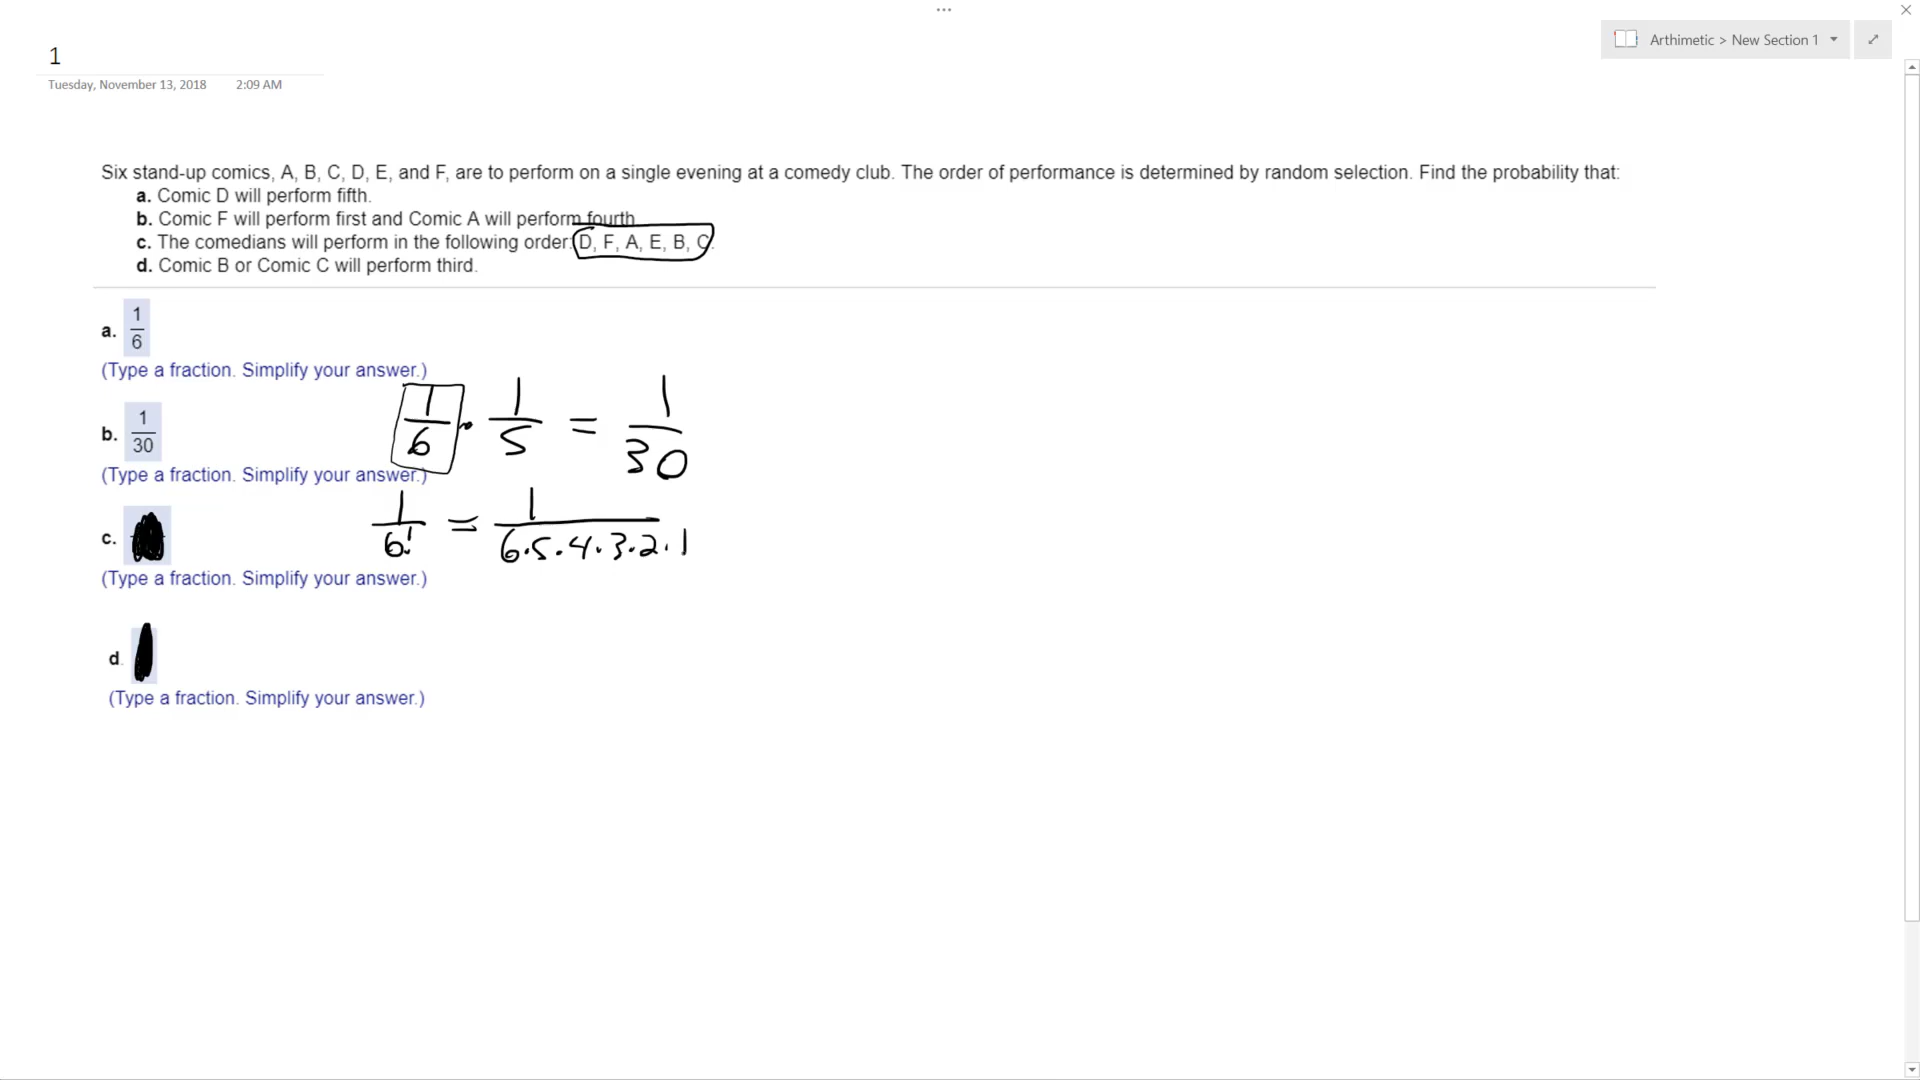 ...
Arthimetic > New Section 1
1
Tuesday, November 13, 2018 2:09 AM
Six stand-up comics, A, B, C, D, E, and F, are to perform on a single evening at a comedy club. The order of performance is determined by random selection. Find the probability that:
a. Comic D will perform fifth.
b. Comic F will perform first and Comic A will perform fourth
c. The comedians will perform in the following order: D, F, A, E, B, C.
d. Comic B or Comic C will perform third.
a. 1/6
(Type a fraction. Simplify your answer.)
1/6 · 1/5 = 1/30
b. 1/30
(Type a fraction. Simplify your answer.)
1/6! = 1/6·5·4·3·2·1
c.
(Type a fraction. Simplify your answer.)
d.
(Type a fraction. Simplify your answer.)